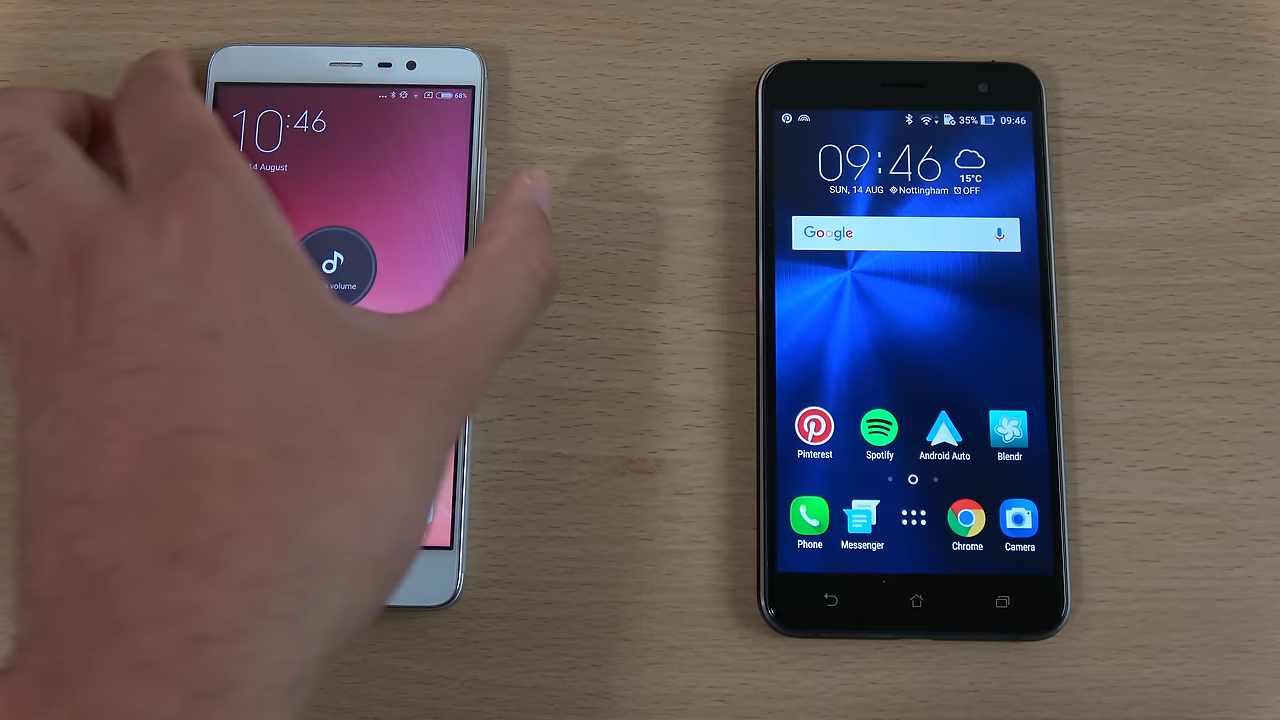 68%
10:46
14 August
volume
35% 09:46
09:46
15°C
SUN, 14 AUG Nottingham OFF
Google
Pinterest Spotify Android Auto Blendr
Phone Messenger Chrome Camera